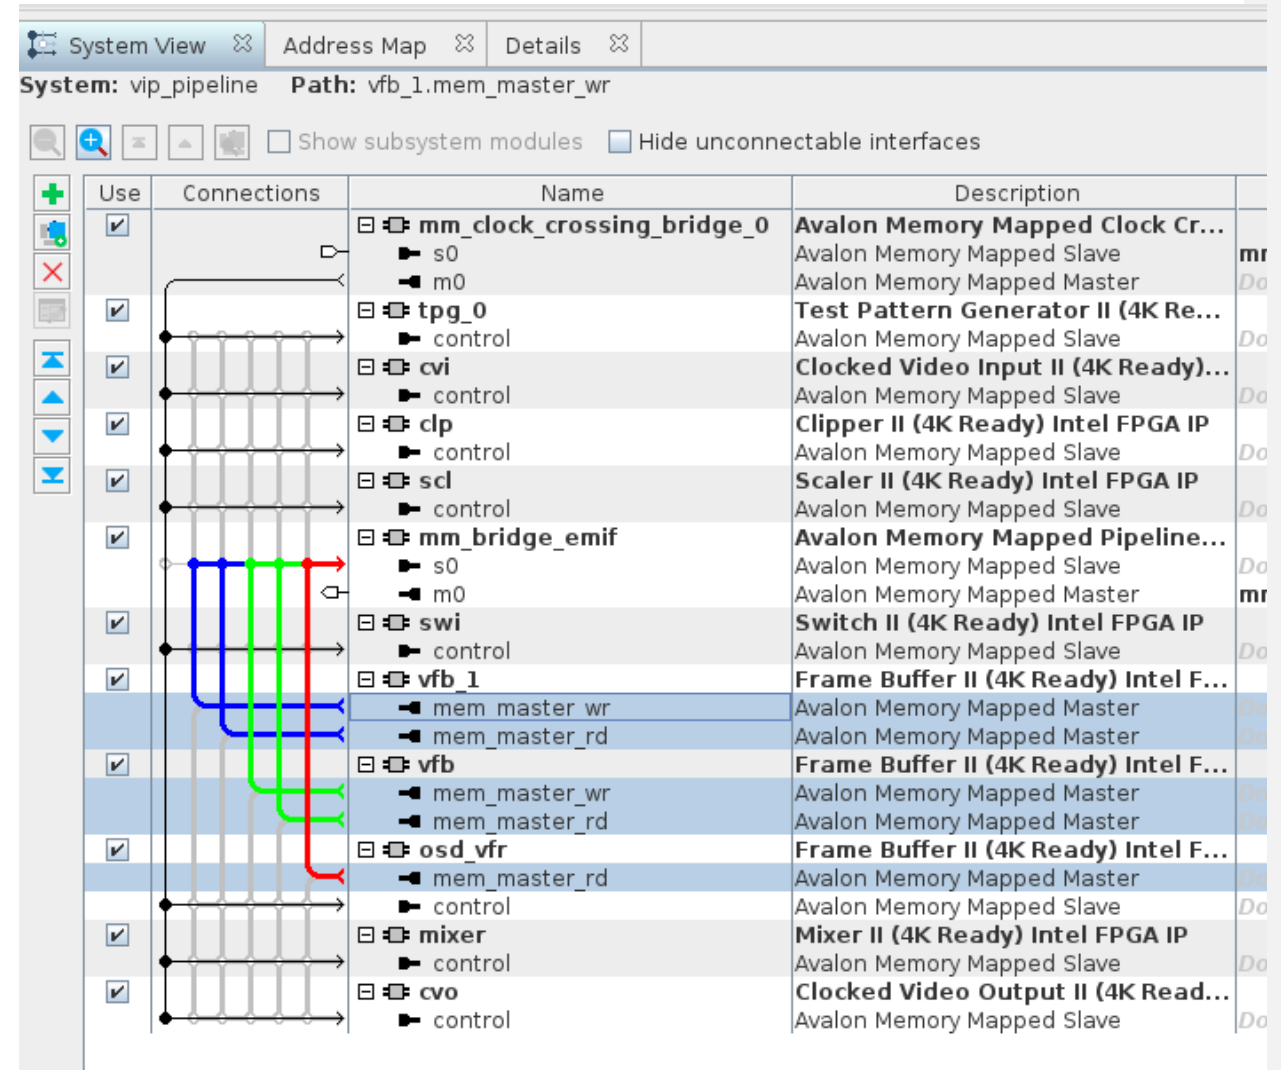 System View Address Map Details
System: vip_pipeline Path: vfb_1.mem_master_wr
Show subsystem modules Hide unconnectable interfaces
Use Connections Name Description
mm_clock_crossing_bridge_0 Avalon Memory Mapped Clock Cr...
s0 Avalon Memory Mapped Slave
m0 Avalon Memory Mapped Master
tpg_0 Test Pattern Generator II (4K Re...
control Avalon Memory Mapped Slave
cvi Clocked Video Input II (4K Ready)...
control Avalon Memory Mapped Slave
clp Clipper II (4K Ready) Intel FPGA IP
control Avalon Memory Mapped Slave
scl Scaler II (4K Ready) Intel FPGA IP
control Avalon Memory Mapped Slave
mm_bridge_emif Avalon Memory Mapped Pipeline...
s0 Avalon Memory Mapped Slave
m0 Avalon Memory Mapped Master
swi Switch II (4K Ready) Intel FPGA IP
control Avalon Memory Mapped Slave
vfb_1 Frame Buffer II (4K Ready) Intel F...
mem_master_wr Avalon Memory Mapped Master
mem_master_rd Avalon Memory Mapped Master
vfb Frame Buffer II (4K Ready) Intel F...
mem_master_wr Avalon Memory Mapped Master
mem_master_rd Avalon Memory Mapped Master
osd_vfr Frame Buffer II (4K Ready) Intel F...
mem_master_rd Avalon Memory Mapped Master
control Avalon Memory Mapped Slave
mixer Mixer II (4K Ready) Intel FPGA IP
control Avalon Memory Mapped Slave
cvo Clocked Video Output II (4K Read...
control Avalon Memory Mapped Slave